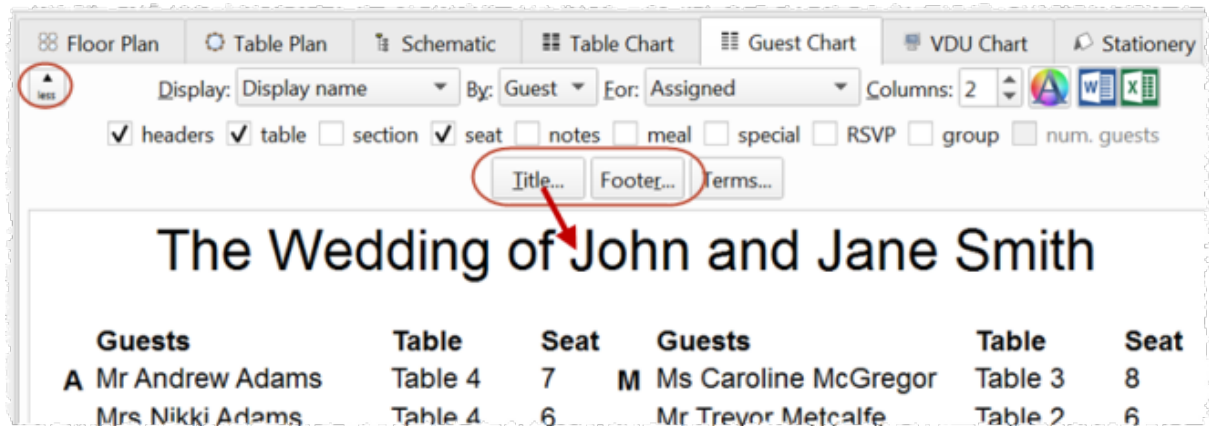 Floor Plan Table Plan Schematic Table Chart Guest Chart VDU Chart Stationery
less Display: Display name By: Guest For: Assigned Columns: 2 A W X
headers table section seat notes meal special RSVP group num. guests
Title... Footer... Terms...
The Wedding of John and Jane Smith
Guests Table Seat Guests Table Seat
A Mr Andrew Adams Table 4 7 M Ms Caroline McGregor Table 3 8
Mrs Nikki Adams Table 4 6 Mr Trevor Metcalfe Table 2 6